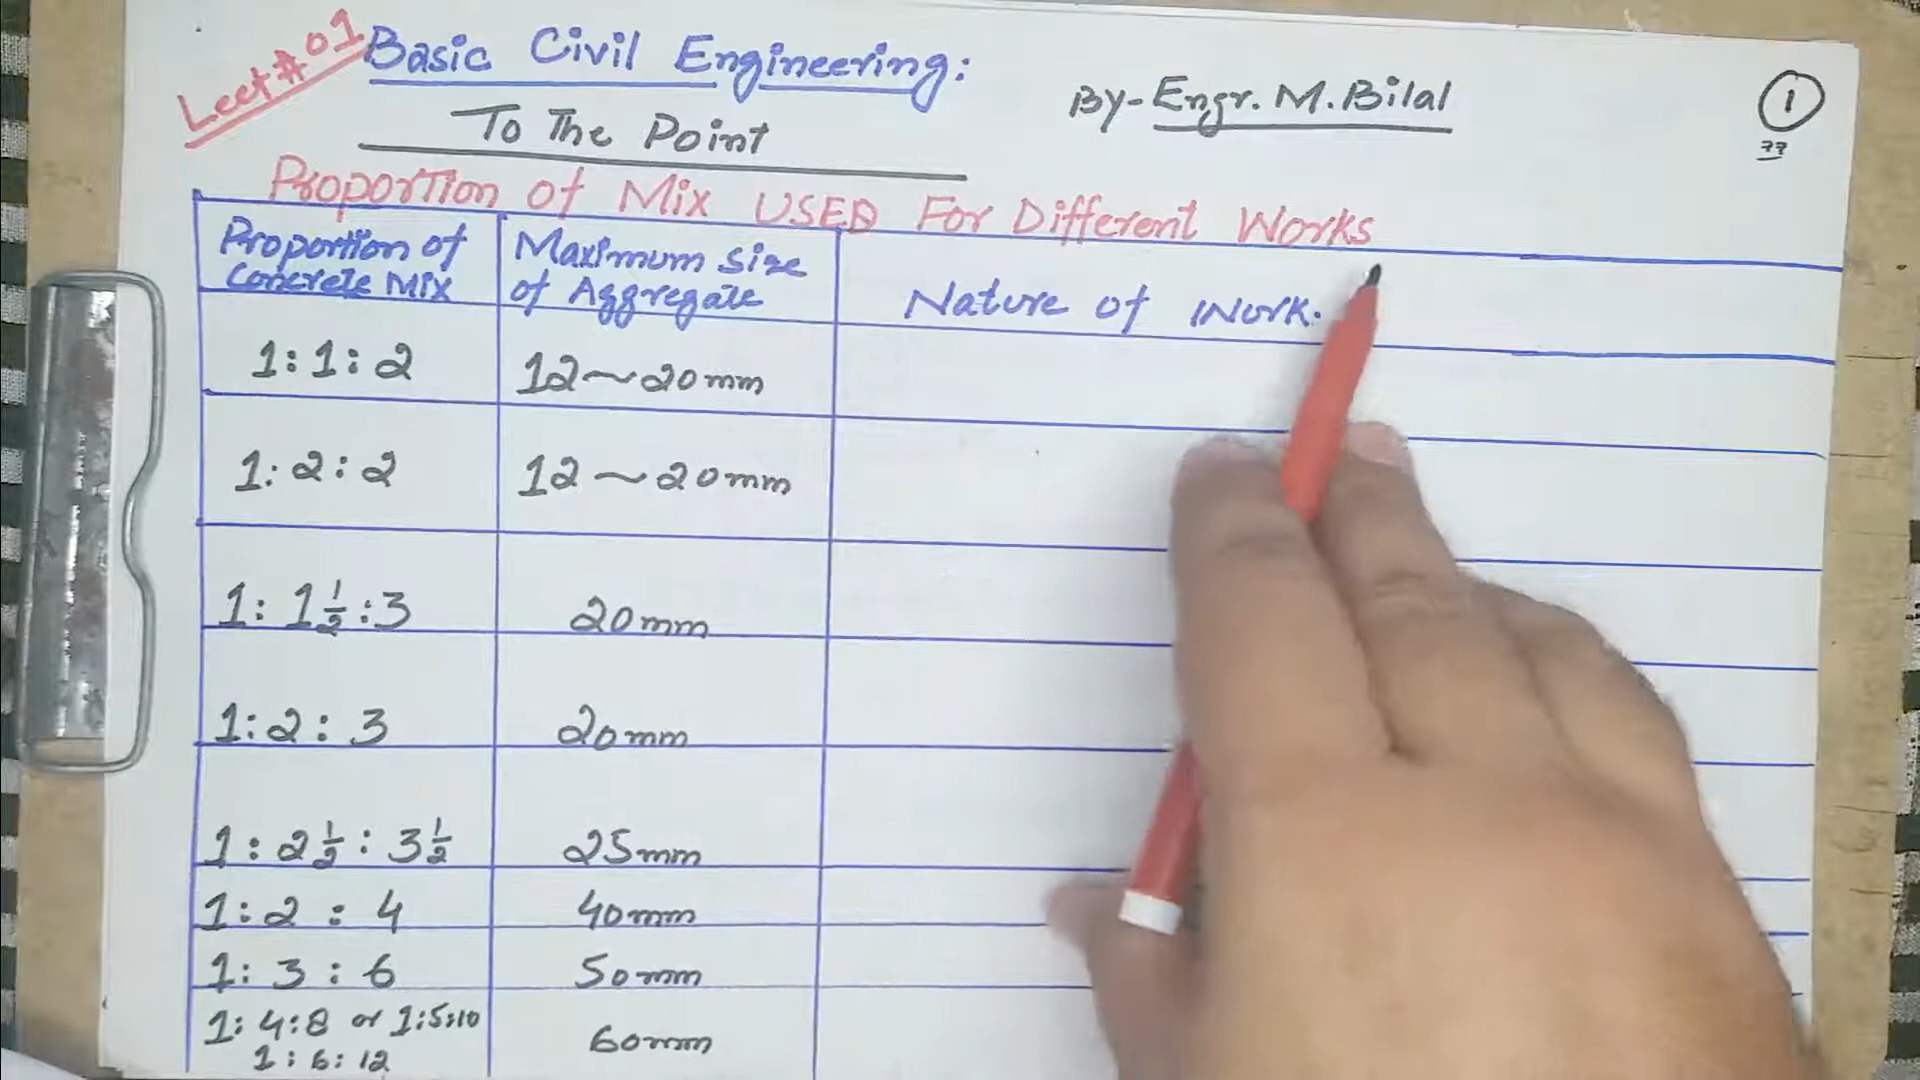 Lect#01
Basic Civil Engineering:
To The Point
By-Engr. M.Bilal
1
77
Proportion of Mix USED For Different Works
Proportion of
Concrete Mix
Maximum size
of Aggregate
Nature of Work.
1:1:2
12~20mm
1:2:2
12~20mm
1:1½:3
20mm
1:2:3
20mm
1:2½:3½
25mm
1:2:4
40mm
1:3:6
50mm
1:4:8 or 1:5:10
1:6:12
60mm